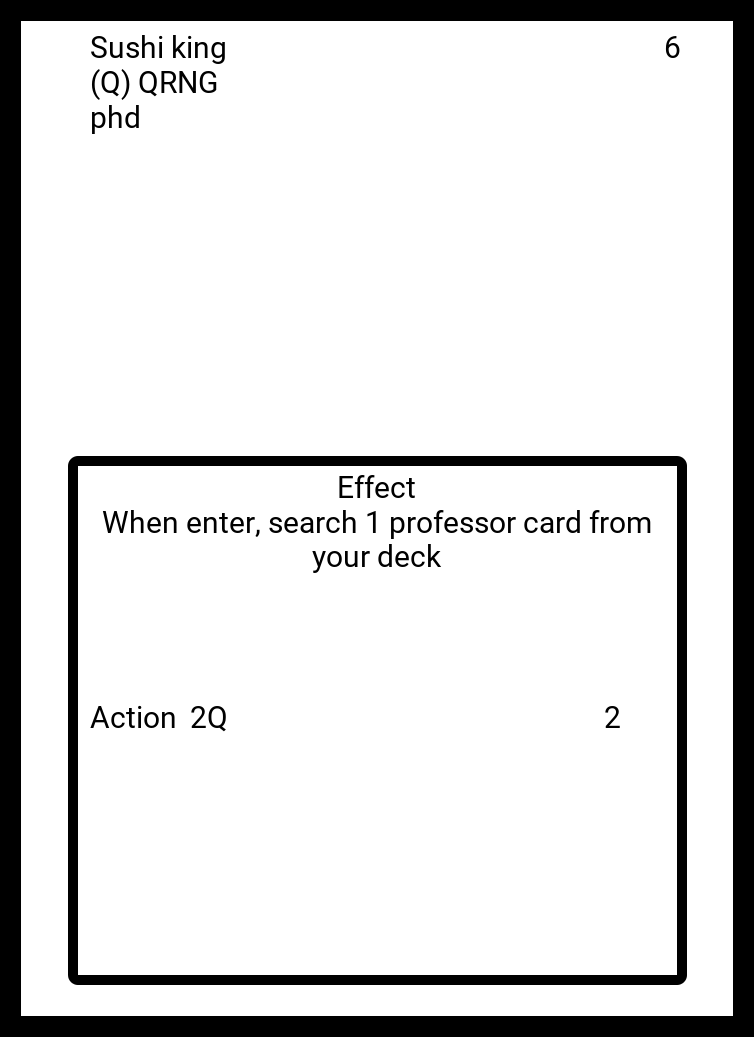 Sushi king 6
(Q) QRNG
phd
Effect
When enter, search 1 professor card from
your deck
Action 2Q 2